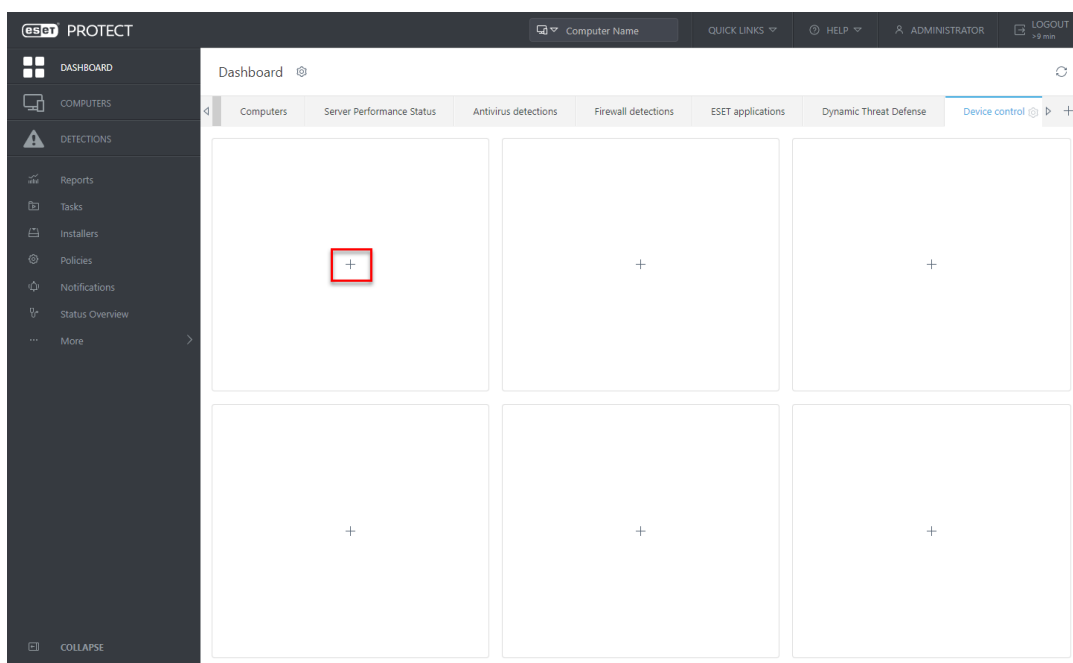 eset PROTECT
Computer Name
QUICK LINKS
HELP
ADMINISTRATOR
LOGOUT
>9 min
DASHBOARD
COMPUTERS
DETECTIONS
Reports
Tasks
Installers
Policies
Notifications
Status Overview
More
COLLAPSE
Dashboard
Computers
Server Performance Status
Antivirus detections
Firewall detections
ESET applications
Dynamic Threat Defense
Device control